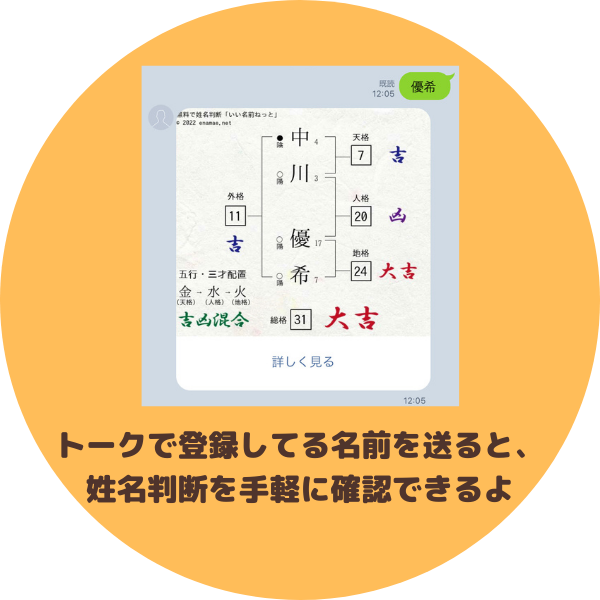 既読
12:05
優希
無料で姓名判断「いい名前ねっと」
© 2022 enamae.net
中 4
川 3
優 17
希 7
天格
7 吉
人格
20 凶
地格
24 大吉
外格
11
吉
五行・三才配置
金 → 水 → 火
(天格) (人格) (地格)
吉凶混合
総格 31 大吉
詳しく見る
12:05
トークで登録してる名前を送ると、
姓名判断を手軽に確認できるよ